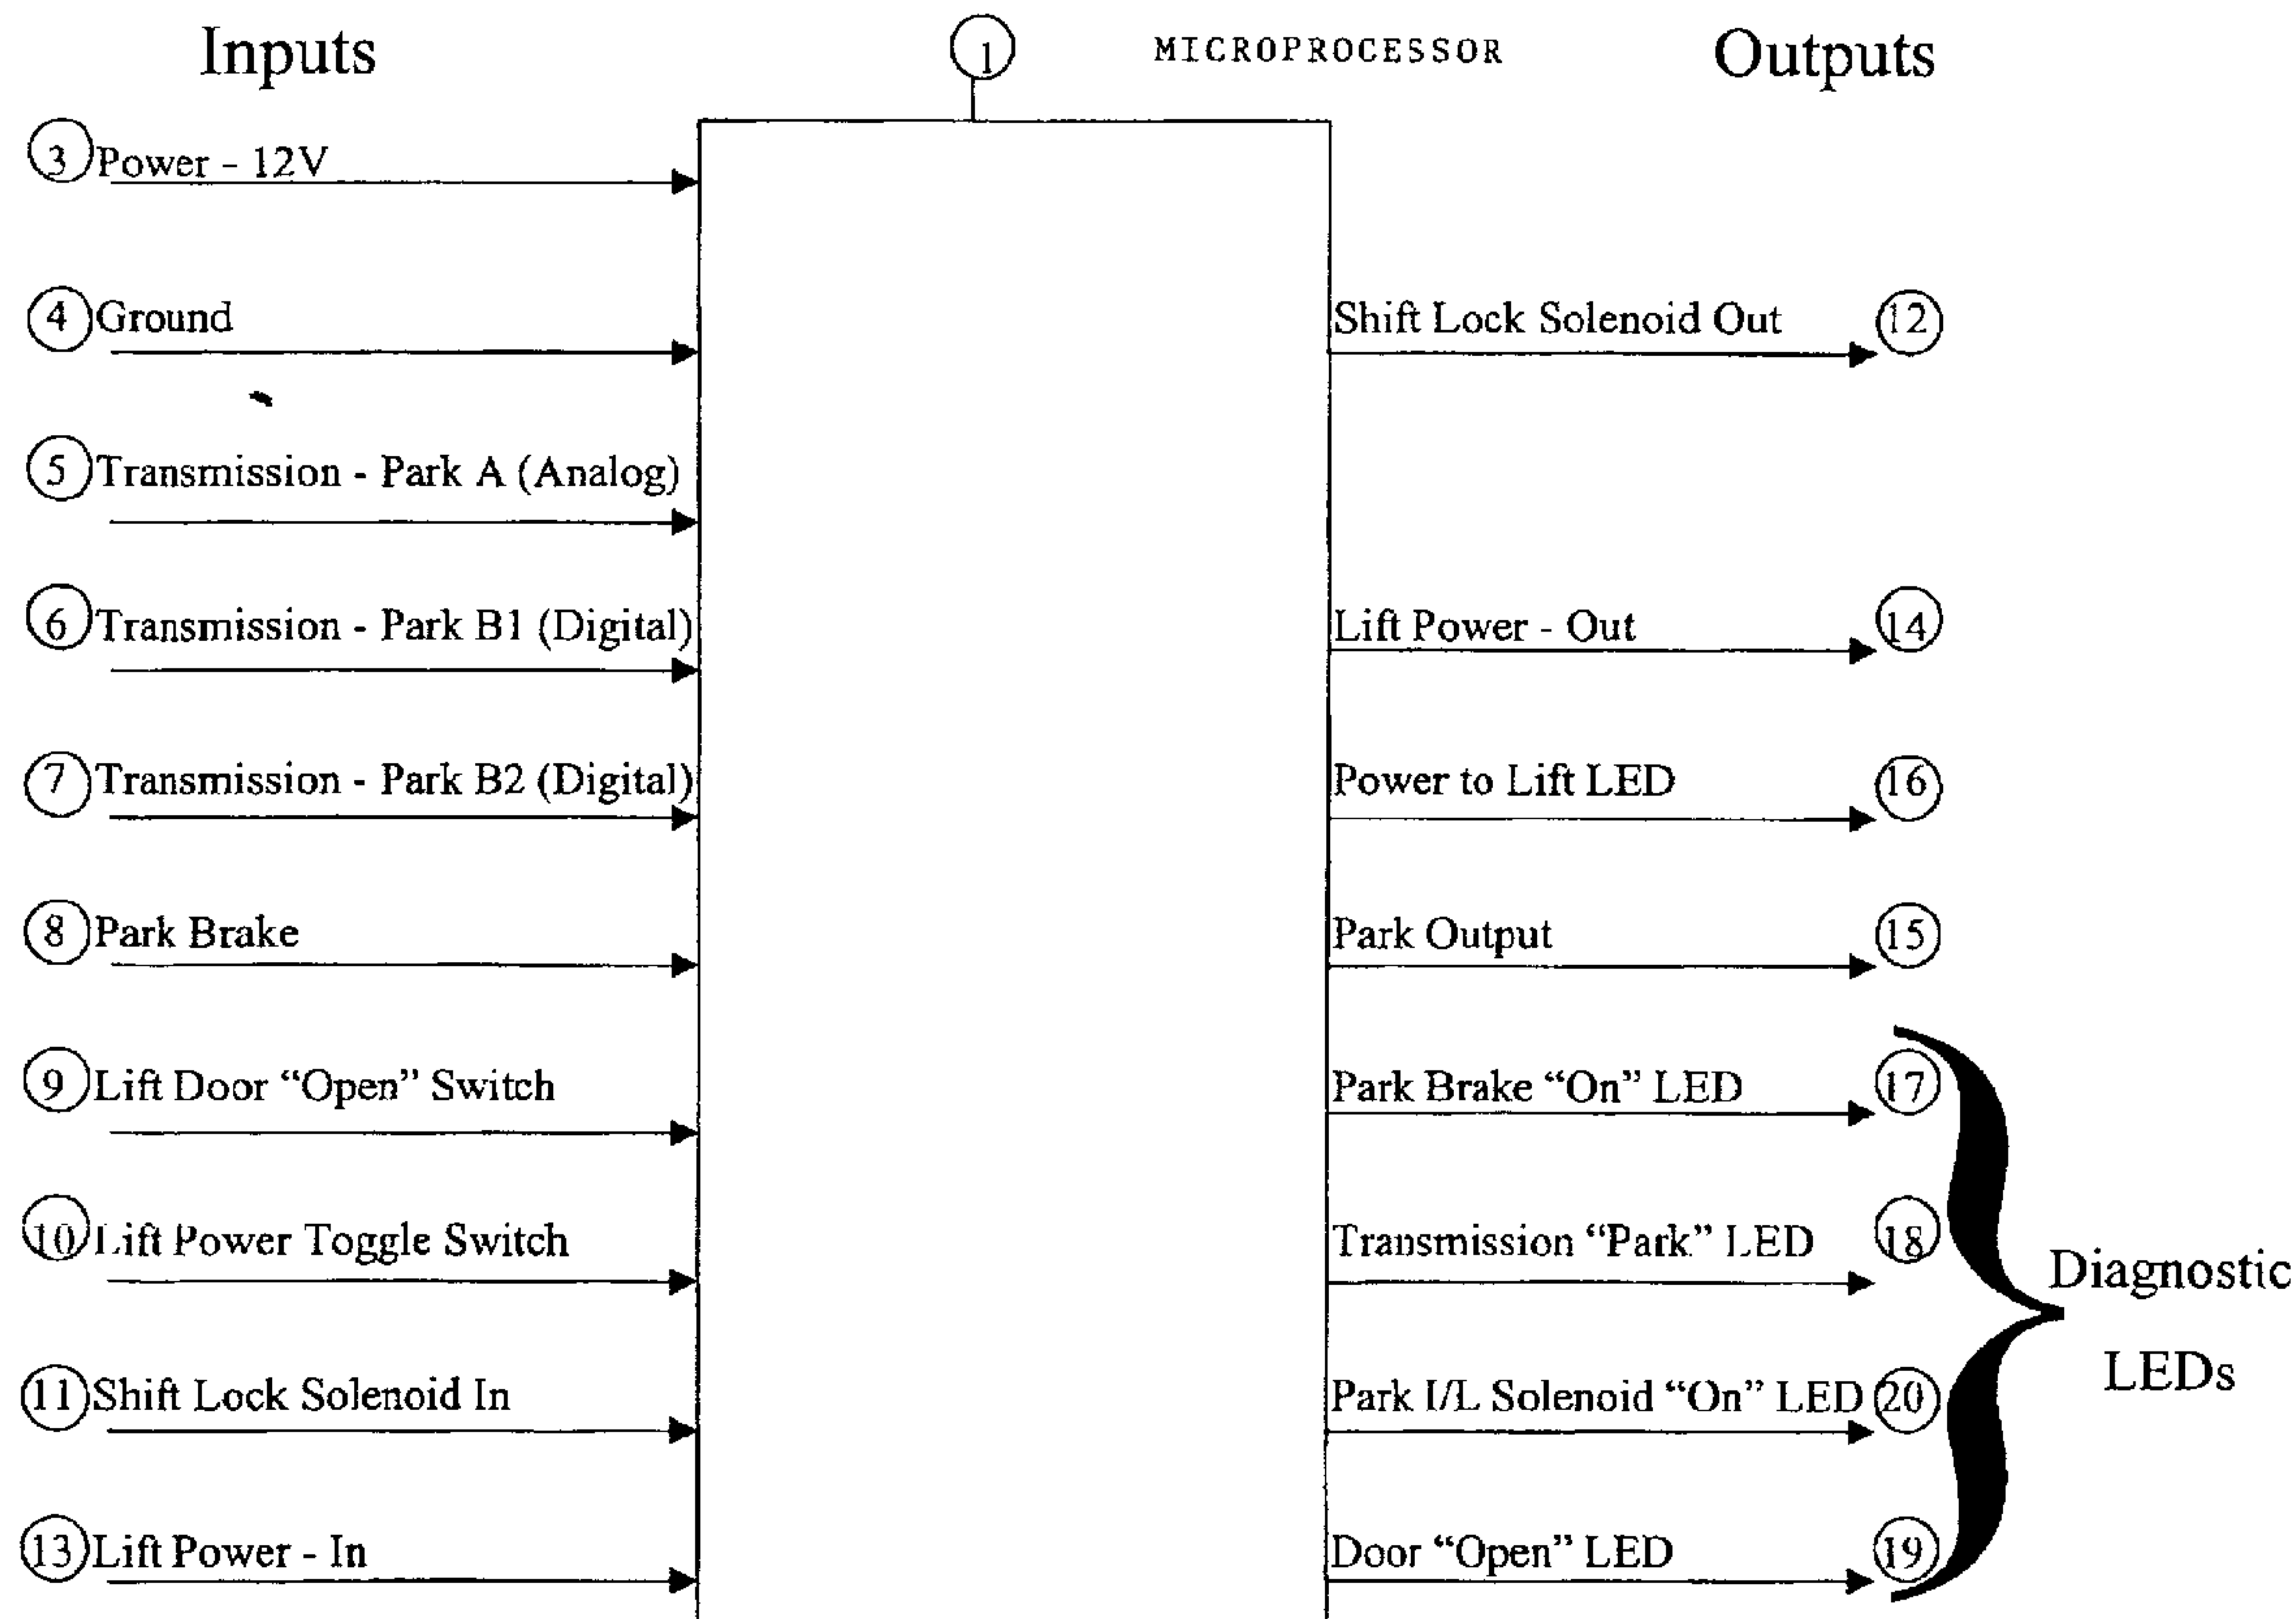 Inputs
1 MICROPROCESSOR
Outputs
3 Power - 12V
4 Ground
5 Transmission - Park A (Analog)
6 Transmission - Park B1 (Digital)
7 Transmission - Park B2 (Digital)
8 Park Brake
9 Lift Door “Open” Switch
10 Lift Power Toggle Switch
11 Shift Lock Solenoid In
13 Lift Power - In
Shift Lock Solenoid Out 12
Lift Power - Out 14
Power to Lift LED 16
Park Output 15
Park Brake “On” LED 17
Transmission “Park” LED 18
Park I/L Solenoid “On” LED 20
Door “Open” LED 19
Diagnostic
LEDs